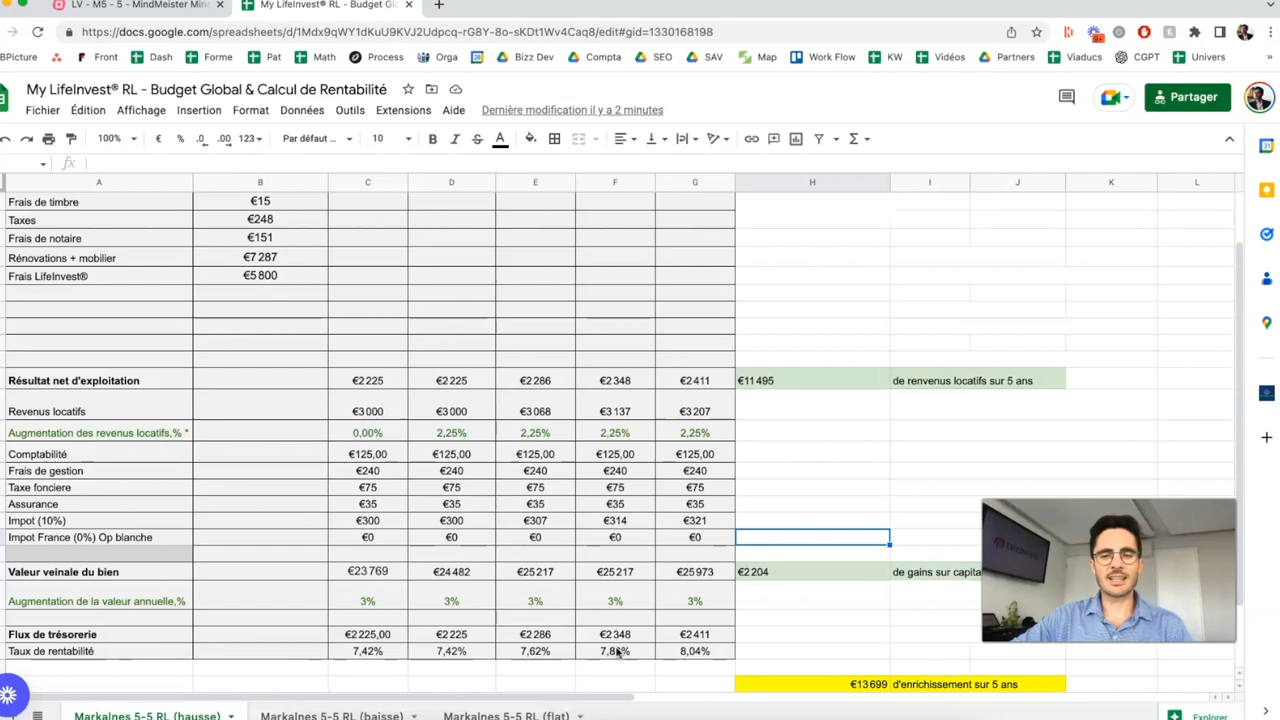 LV - M5 - 5 - MindMeister Min
My LifeInvest® RL - Budget Gl
https://docs.google.com/spreadsheets/d/1Mdx9qWY1dKuU9KVJ2Udpcq-rG8Y-8o-sKDt1Wv4Caq8/edit#gid=1330168198
BPicture Front Dash Forme Pat Math Process Orga Bizz Dev Compta SEO SAV Map Work Flow KW Vidéos Partners Viaducs CGPT Univers »
My LifeInvest® RL - Budget Global & Calcul de Rentabilité
Partager
Fichier Édition Affichage Insertion Format Données Outils Extensions Aide Dernière modification il y a 2 minutes
100% € % .0 .00 123 Par défaut ... 10 B I S A Σ
fx
A B C D E F G H I J K L
Frais de timbre €15
Taxes €248
Frais de notaire €151
Rénovations + mobilier €7 287
Frais LifeInvest® €5 800
Résultat net d'exploitation €2 225 €2 225 €2 286 €2 348 €2 411 €11 495 de renvenus locatifs sur 5 ans
Revenus locatifs €3 000 €3 000 €3 068 €3 137 €3 207
Augmentation des revenus locatifs,% * 0,00% 2,25% 2,25% 2,25% 2,25%
Comptabilité €125,00 €125,00 €125,00 €125,00 €125,00
Frais de gestion €240 €240 €240 €240 €240
Taxe fonciere €75 €75 €75 €75 €75
Assurance €35 €35 €35 €35 €35
Impot (10%) €300 €300 €307 €314 €321
Impot France (0%) Op blanche €0 €0 €0 €0 €0
Valeur veinale du bien €23 769 €24 482 €25 217 €25 217 €25 973 €2 204 de gains sur capita
Augmentation de la valeur annuelle,% 3% 3% 3% 3% 3%
Flux de trésorerie €2 225,00 €2 225 €2 286 €2 348 €2 411
Taux de rentabilité 7,42% 7,42% 7,62% 8,04%
€13 699 d'enrichissement sur 5 ans
Markalnes 5-5 RL (hausse) Markalnes 5-5 RL (baisse) Markalnes 5-5 RL (flat) Explorer